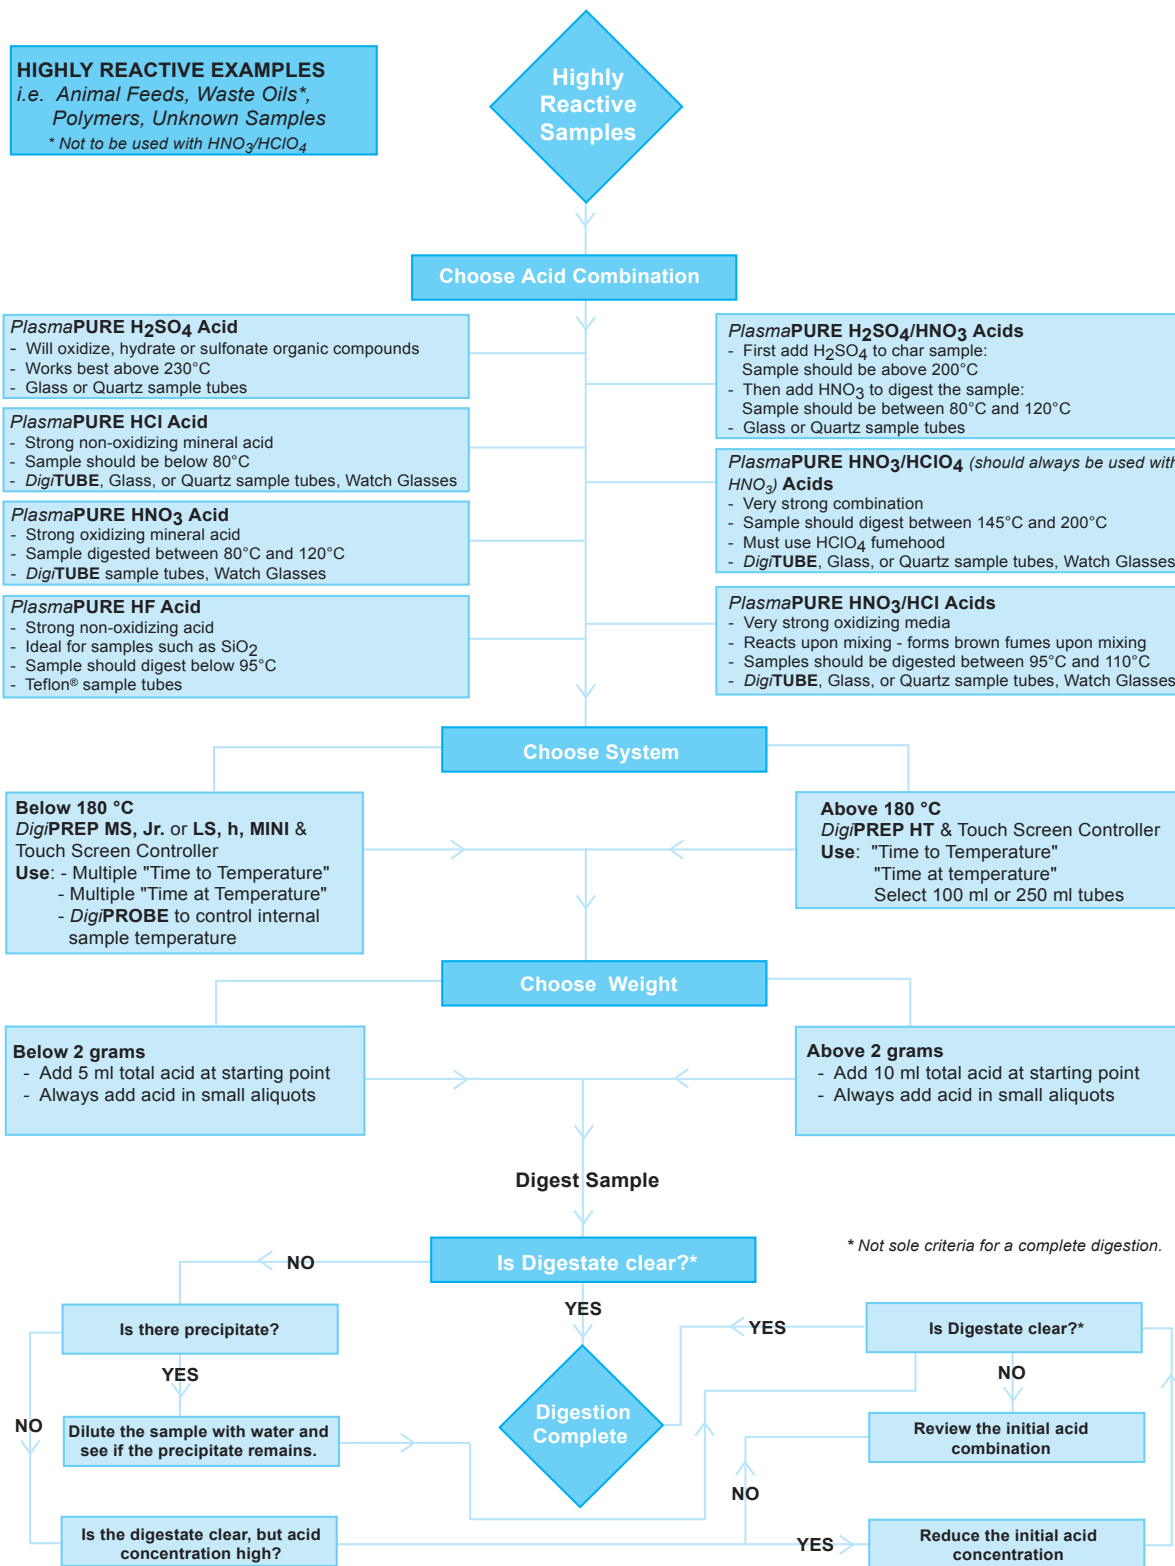 HIGHLY REACTIVE EXAMPLES
i.e. Animal Feeds, Waste Oils*,
Polymers, Unknown Samples
* Not to be used with HNO3/HClO4
Highly
Reactive
Samples
Choose Acid Combination
PlasmaPURE H2SO4 Acid
- Will oxidize, hydrate or sulfonate organic compounds
- Works best above 230°C
- Glass or Quartz sample tubes
PlasmaPURE HCl Acid
- Strong non-oxidizing mineral acid
- Sample should be below 80°C
- DigiTUBE, Glass, or Quartz sample tubes, Watch Glasses
PlasmaPURE HNO3 Acid
- Strong oxidizing mineral acid
- Sample digested between 80°C and 120°C
- DigiTUBE sample tubes, Watch Glasses
PlasmaPURE HF Acid
- Strong non-oxidizing acid
- Ideal for samples such as SiO2
- Sample should digest below 95°C
- Teflon® sample tubes
PlasmaPURE H2SO4/HNO3 Acids
- First add H2SO4 to char sample:
Sample should be above 200°C
- Then add HNO3 to digest the sample:
Sample should be between 80°C and 120°C
- Glass or Quartz sample tubes
PlasmaPURE HNO3/HClO4 (should always be used with
HNO3) Acids
- Very strong combination
- Sample should digest between 145°C and 200°C
- Must use HClO4 fumehood
- DigiTUBE, Glass, or Quartz sample tubes, Watch Glasses
PlasmaPURE HNO3/HCl Acids
- Very strong oxidizing media
- Reacts upon mixing - forms brown fumes upon mixing
- Samples should be digested between 95°C and 110°C
- DigiTUBE, Glass, or Quartz sample tubes, Watch Glasses
Choose System
Below 180 °C
DigiPREP MS, Jr. or LS, h, MINI &
Touch Screen Controller
Use: - Multiple "Time to Temperature"
- Multiple "Time at Temperature"
- DigiPROBE to control internal
sample temperature
Above 180 °C
DigiPREP HT & Touch Screen Controller
Use: "Time to Temperature"
"Time at temperature"
Select 100 ml or 250 ml tubes
Choose Weight
Below 2 grams
- Add 5 ml total acid at starting point
- Always add acid in small aliquots
Above 2 grams
- Add 10 ml total acid at starting point
- Always add acid in small aliquots
Digest Sample
Is Digestate clear?*
* Not sole criteria for a complete digestion.
NO
YES
Is there precipitate?
YES
NO
Dilute the sample with water and
see if the precipitate remains.
Is the digestate clear, but acid
concentration high?
Digestion
Complete
YES
Is Digestate clear?*
NO
Review the initial acid
combination
NO
YES
Reduce the initial acid
concentration